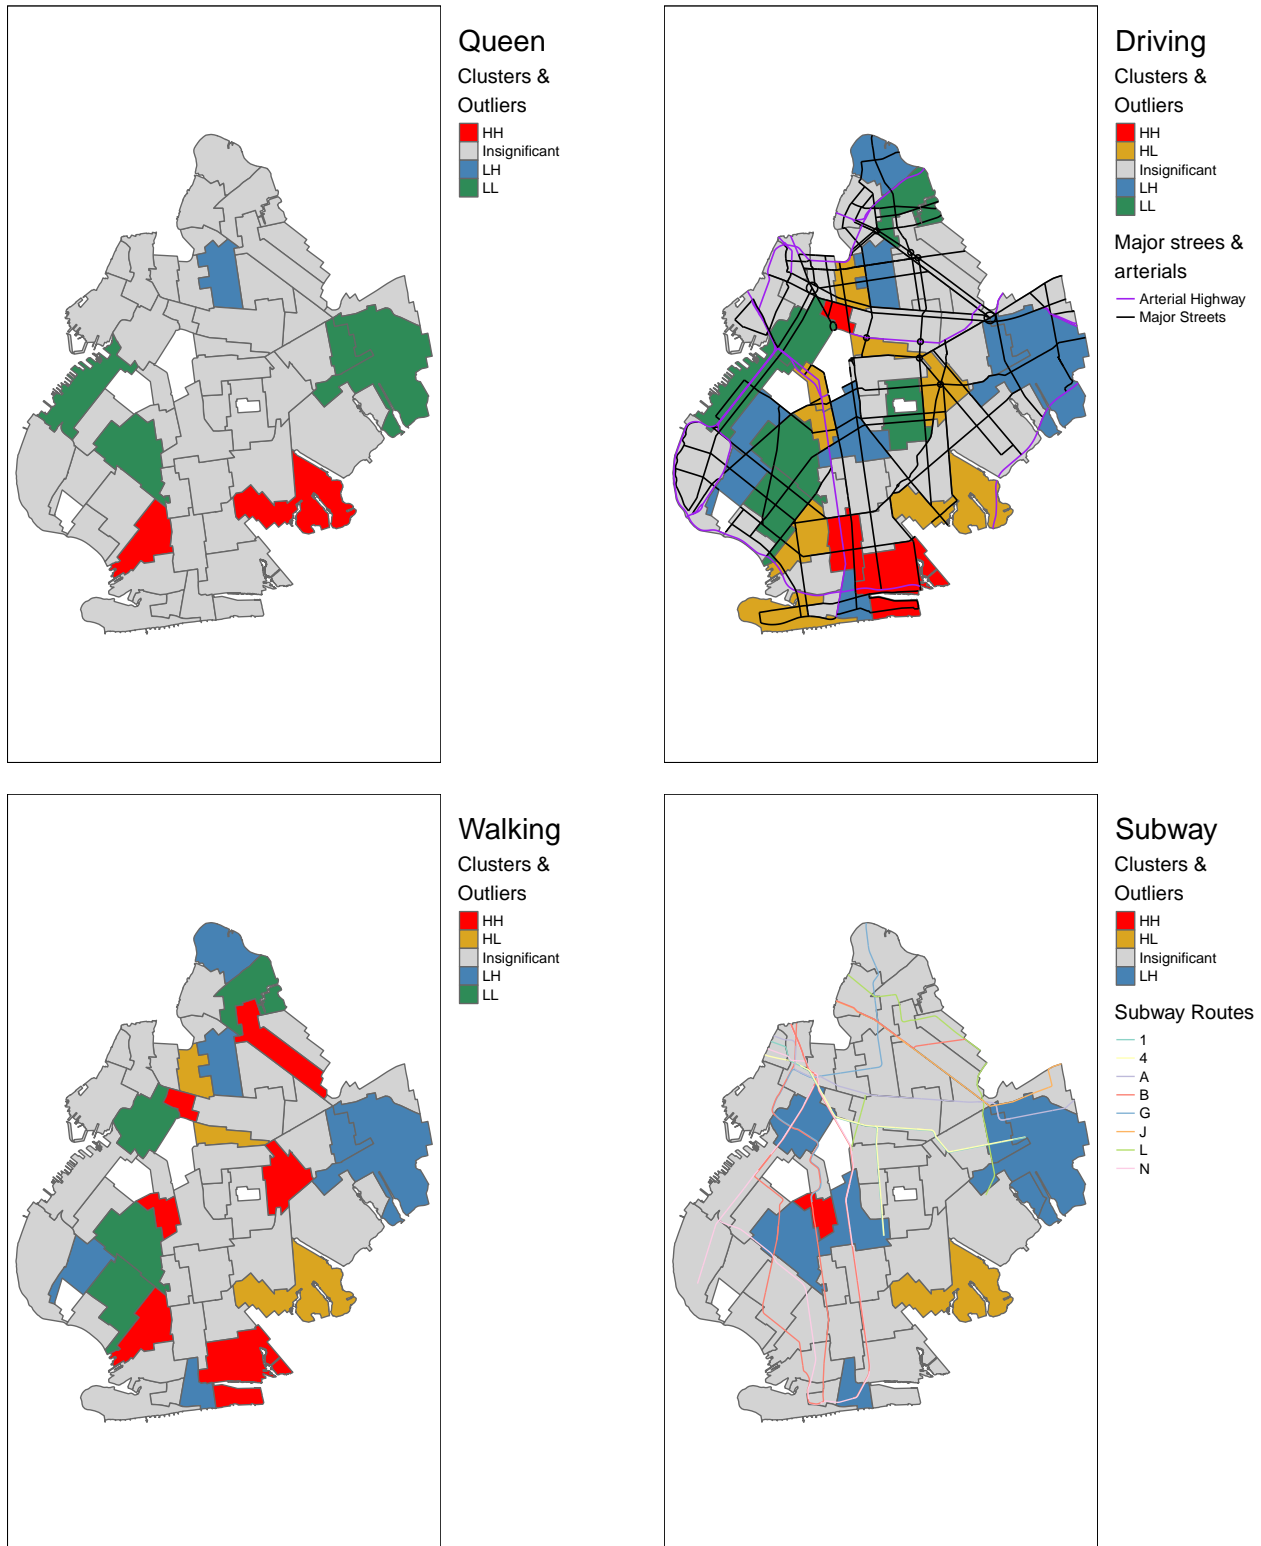 Queen
Clusters &
Outliers
HH
Insignificant
LH
LL
Driving
Clusters &
Outliers
HH
HL
Insignificant
LH
LL
Major strees &
arterials
Arterial Highway
Major Streets
Walking
Clusters &
Outliers
HH
HL
Insignificant
LH
LL
Subway
Clusters &
Outliers
HH
HL
Insignificant
LH
Subway Routes
1
4
A
B
G
J
L
N